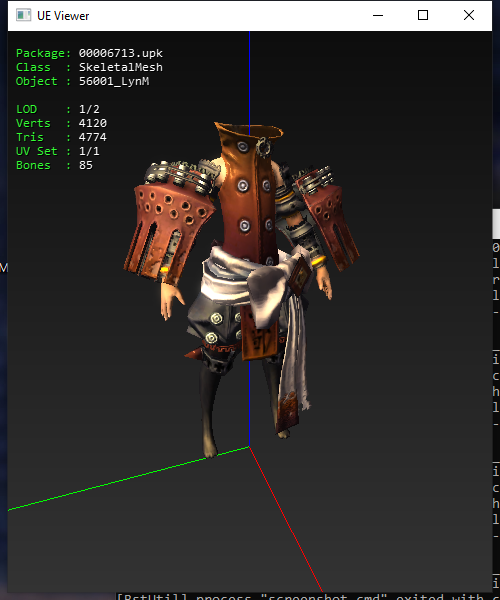 UE Viewer
Package: 00006713.upk
Class  : SkeletalMesh
Object : 56001_LynM
LOD    : 1/2
Verts  : 4120
Tris   : 4774
UV Set : 1/1
Bones  : 85
M
[BstUtil] process "screenshot.cmd" exited with c